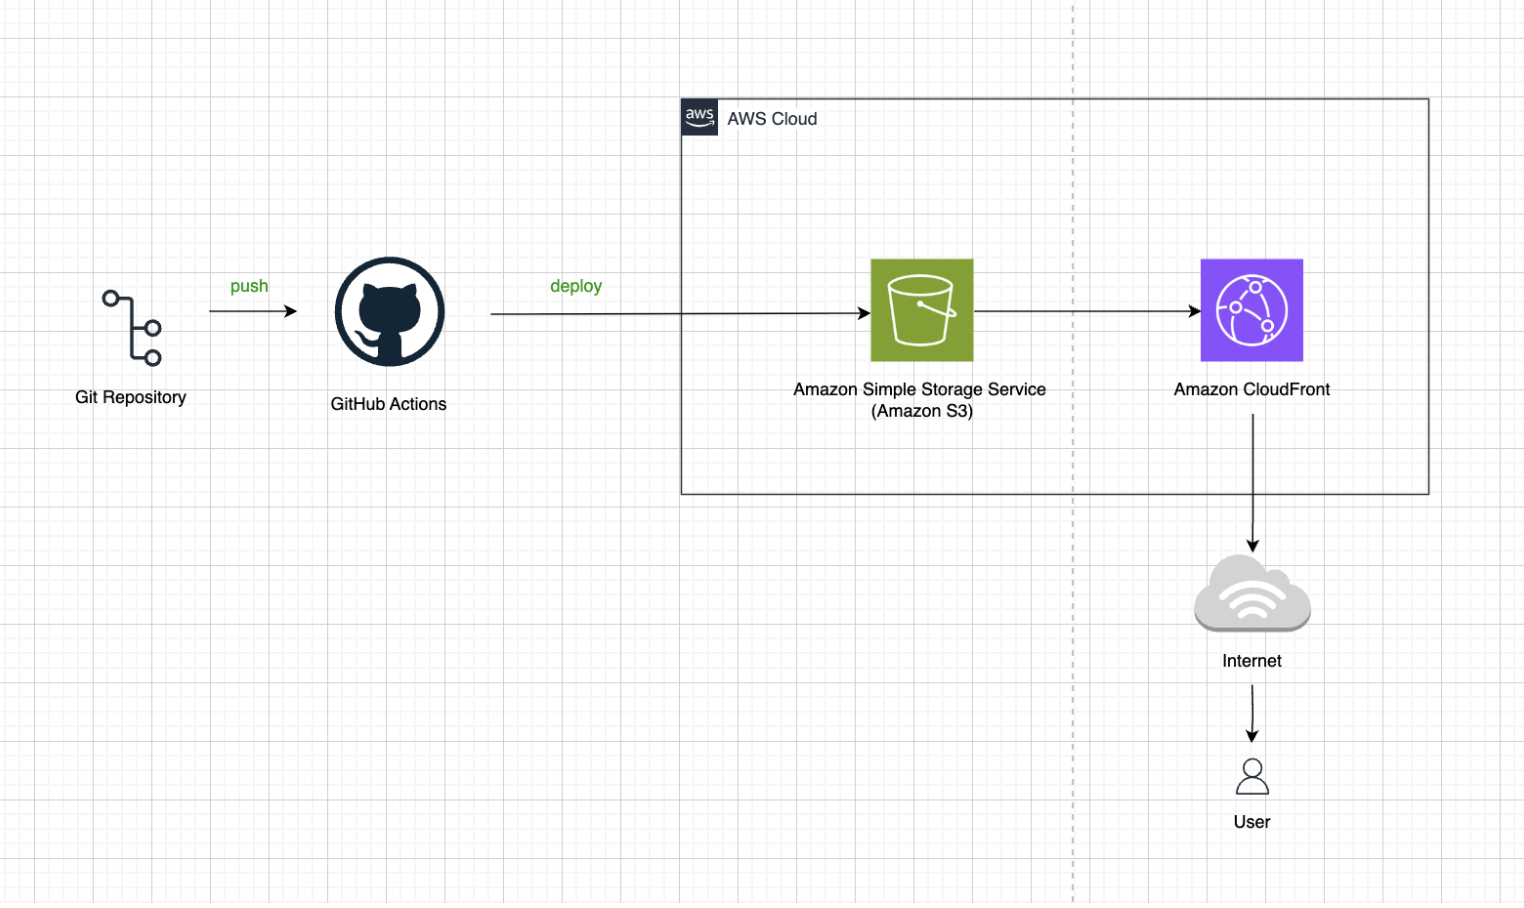 aws
AWS Cloud
push
deploy
Git Repository
GitHub Actions
Amazon Simple Storage Service
(Amazon S3)
Amazon CloudFront
Internet
User